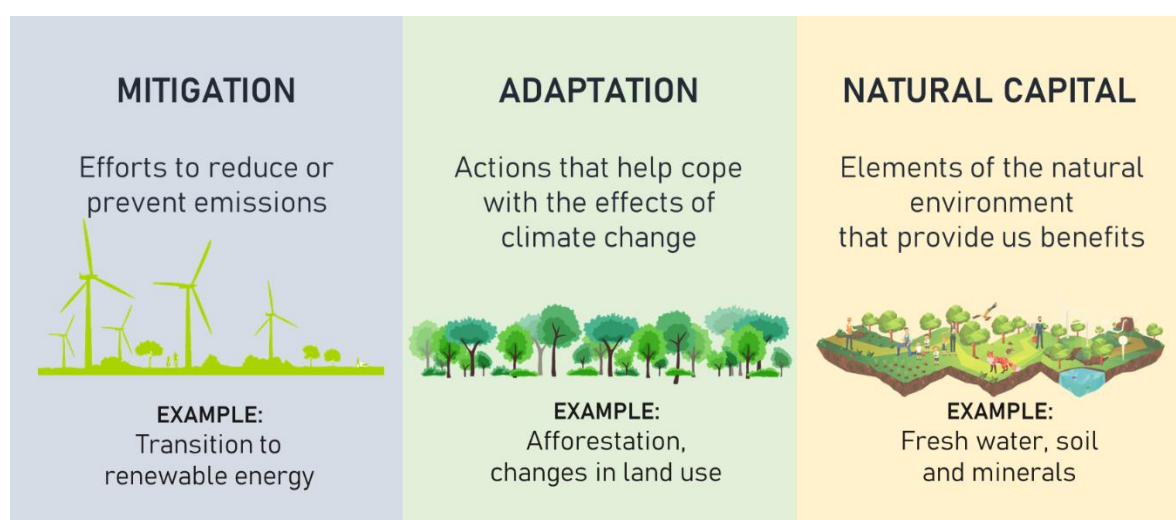 MITIGATION
Efforts to reduce or
prevent emissions
EXAMPLE:
Transition to
renewable energy
ADAPTATION
Actions that help cope
with the effects of
climate change
EXAMPLE:
Afforestation,
changes in land use
NATURAL CAPITAL
Elements of the natural
environment
that provide us benefits
EXAMPLE:
Fresh water, soil
and minerals